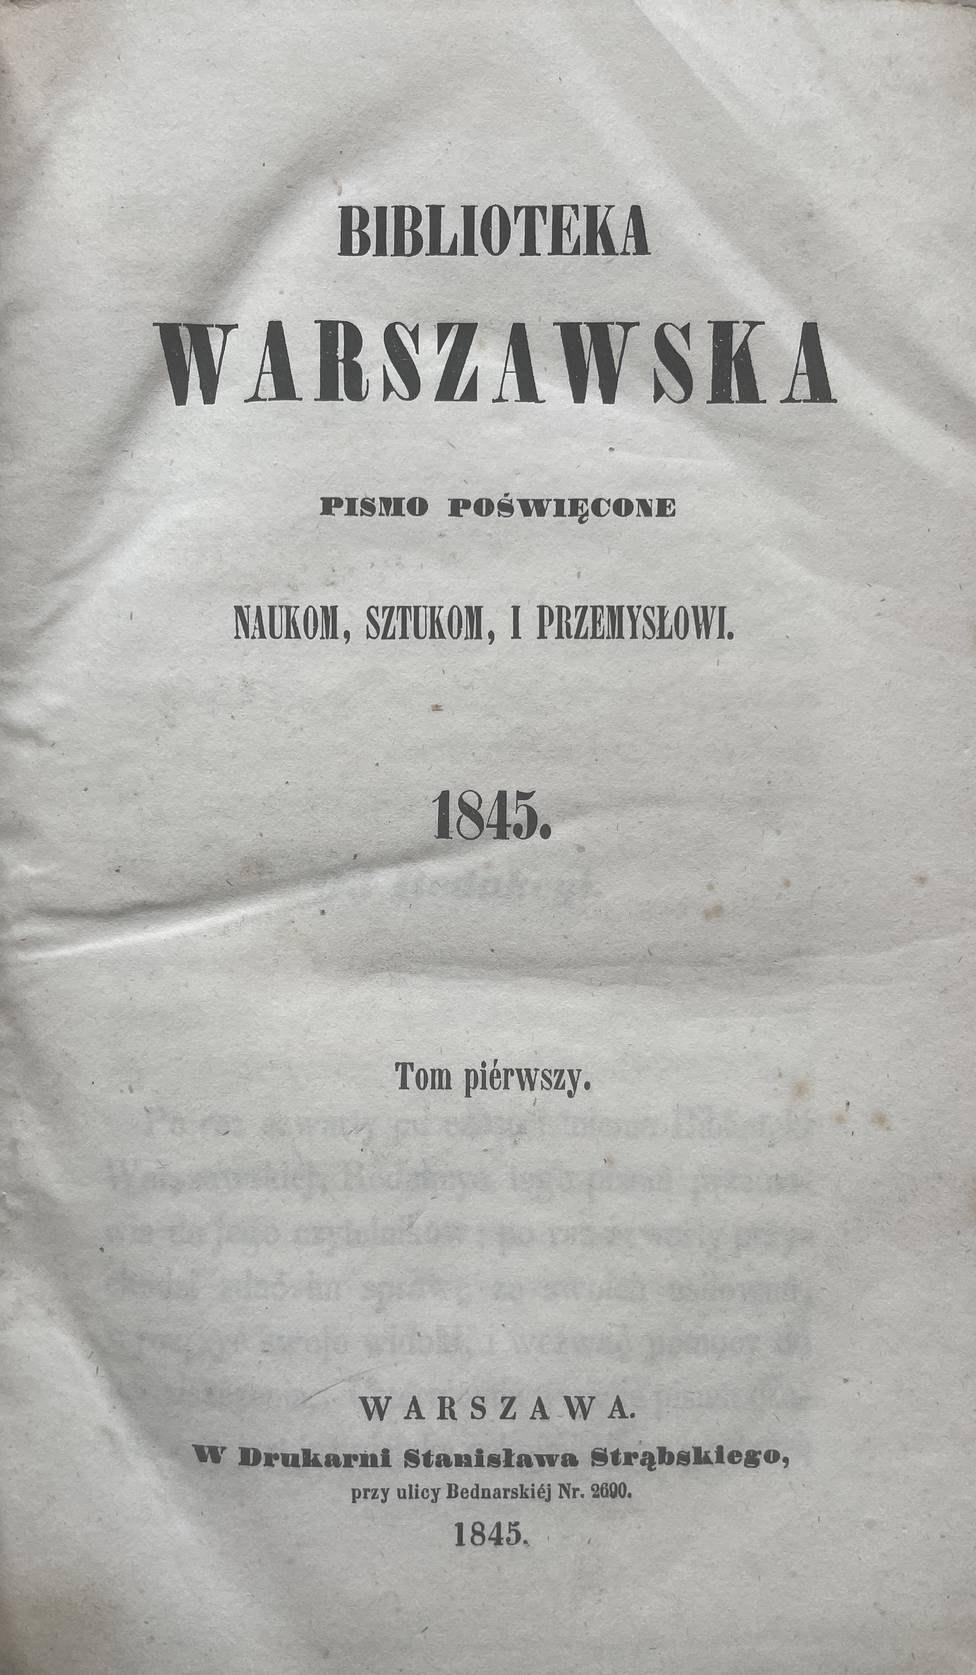 BIBLIOTEKA
WARSZAWSKA
PISMO POŚWIĘCONE
NAUKOM, SZTUKOM, I PRZEMYSŁOWI.
1845.
Tom piérwszy.
WARSZAWA.
W Drukarni Stanisława Strąbskiego,
przy ulicy Bednarskiéj Nr. 2690.
1845.